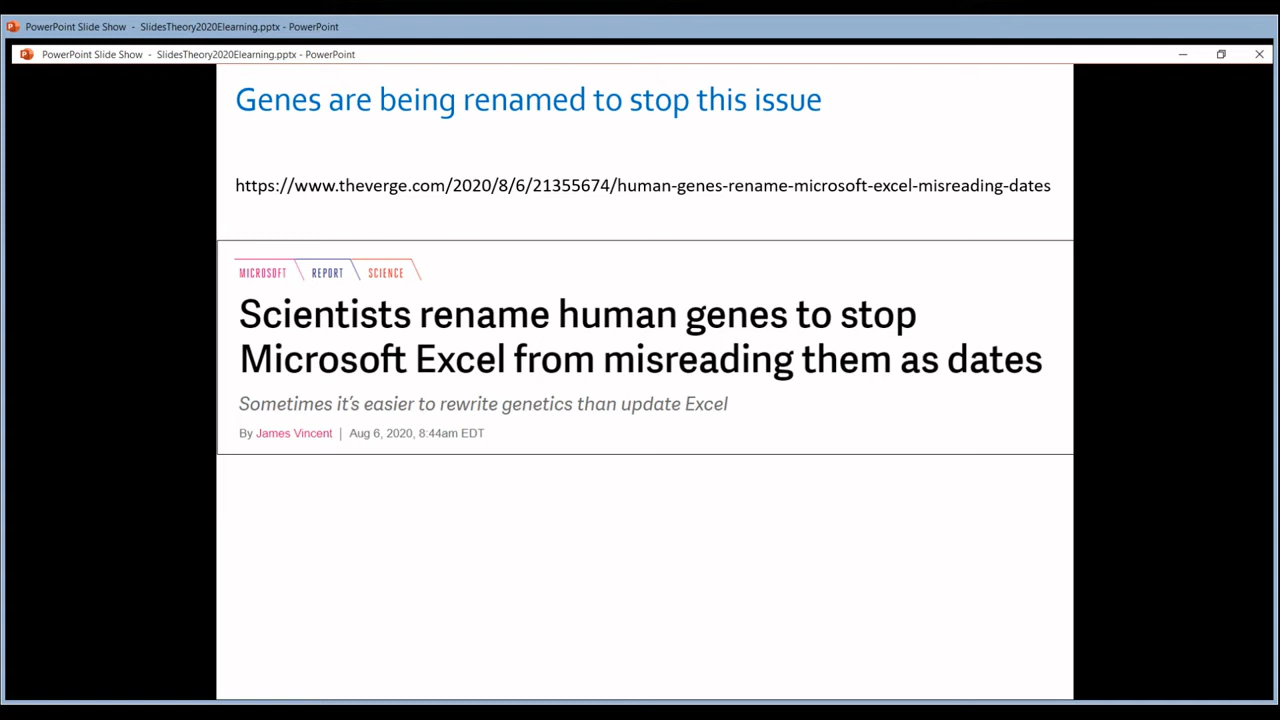 PowerPoint Slide Show - SlidesTheory2020Elearning.pptx - PowerPoint
PowerPoint Slide Show - SlidesTheory2020Elearning.pptx - PowerPoint
Genes are being renamed to stop this issue
https://www.theverge.com/2020/8/6/21355674/human-genes-rename-microsoft-excel-misreading-dates
MICROSOFT REPORT SCIENCE
Scientists rename human genes to stop
Microsoft Excel from misreading them as dates
Sometimes it's easier to rewrite genetics than update Excel
By James Vincent | Aug 6, 2020, 8:44am EDT